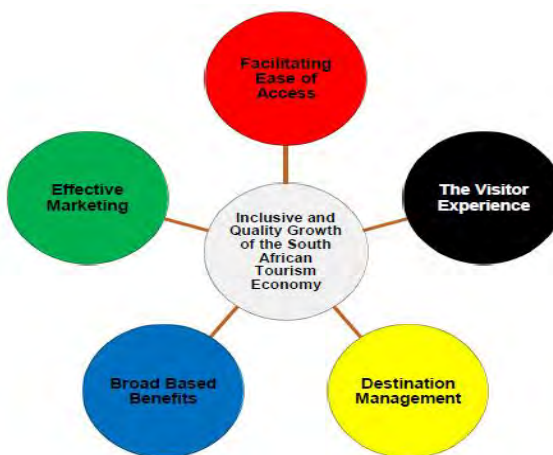 Facilitating
Ease of
Access
Effective
Marketing
The Visitor
Experience
Inclusive and
Quality Growth
of the South
African
Tourism
Economy
Broad Based
Benefits
Destination
Management